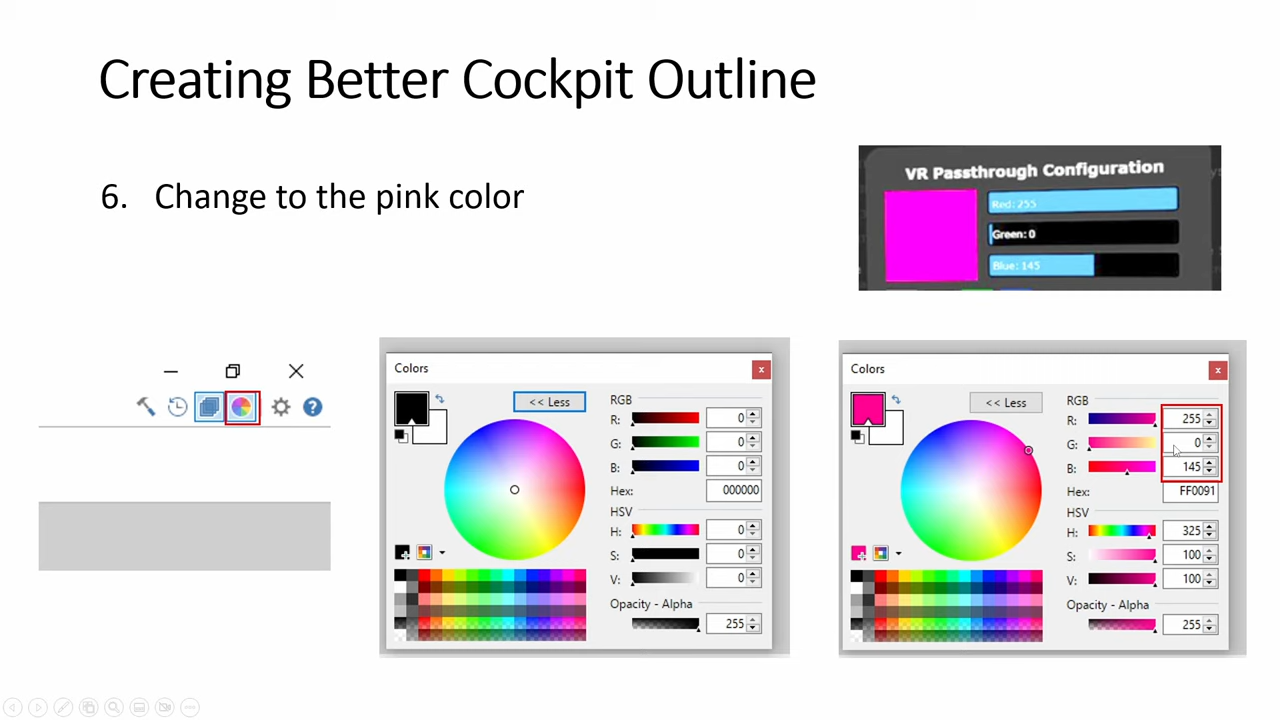 Creating Better Cockpit Outline
6. Change to the pink color
VR Passthrough Configuration
Red: 255
Green: 0
Blue: 145
Colors
<< Less
RGB
R: 0
G: 0
B: 0
Hex: 000000
HSV
H: 0
S: 0
V: 0
Opacity - Alpha
255
Colors
<< Less
RGB
R: 255
G: 0
B: 145
Hex: FF0091
HSV
H: 325
S: 100
V: 100
Opacity - Alpha
255